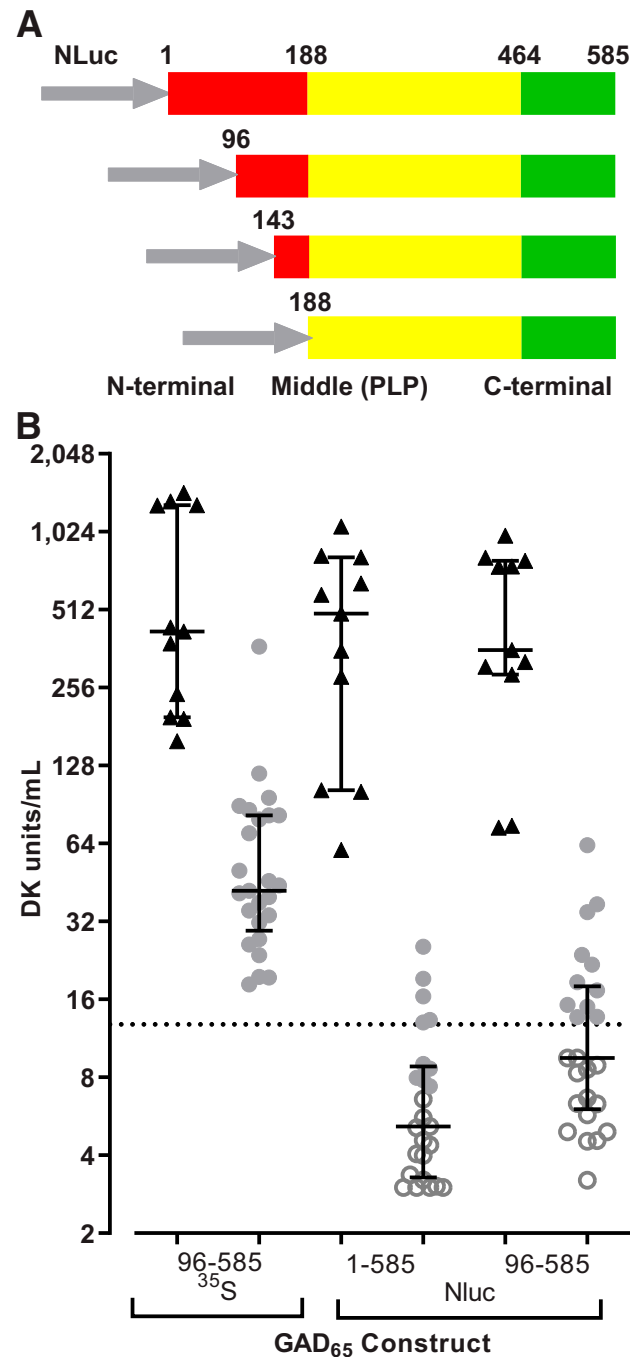 A
NLuc 1 188 464 585
96
143
188
N-terminal Middle (PLP) C-terminal
B
2,048
1,024
512
256
128
64
32
16
8
4
2
DK units/mL
96-585 1-585 96-585
³⁵S Nluc
GAD₆₅ Construct